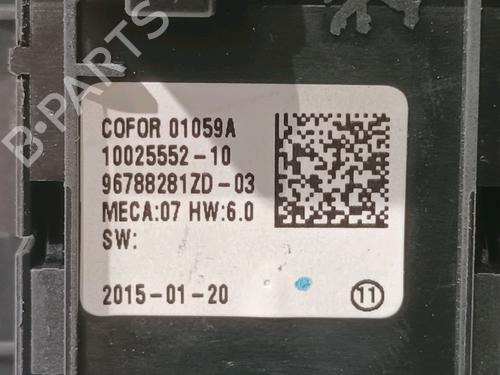 B-PARTS
COFOR 01059A
10025552-10
96788281ZD-03
MECA:07 HW:6.0
SW:
2015-01-20
11